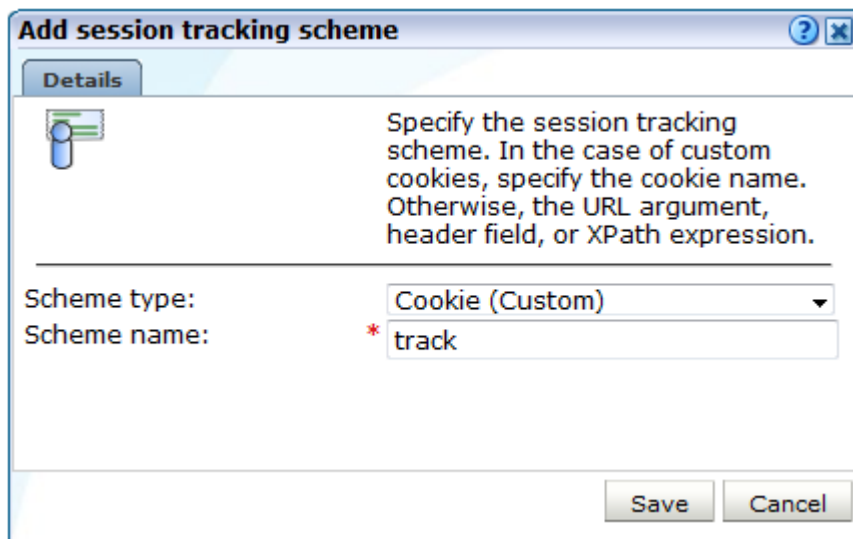 Add session tracking scheme
?
Details
Specify the session tracking
scheme. In the case of custom
cookies, specify the cookie name.
Otherwise, the URL argument,
header field, or XPath expression.
Scheme type: Cookie (Custom)
Scheme name: * track
Save Cancel